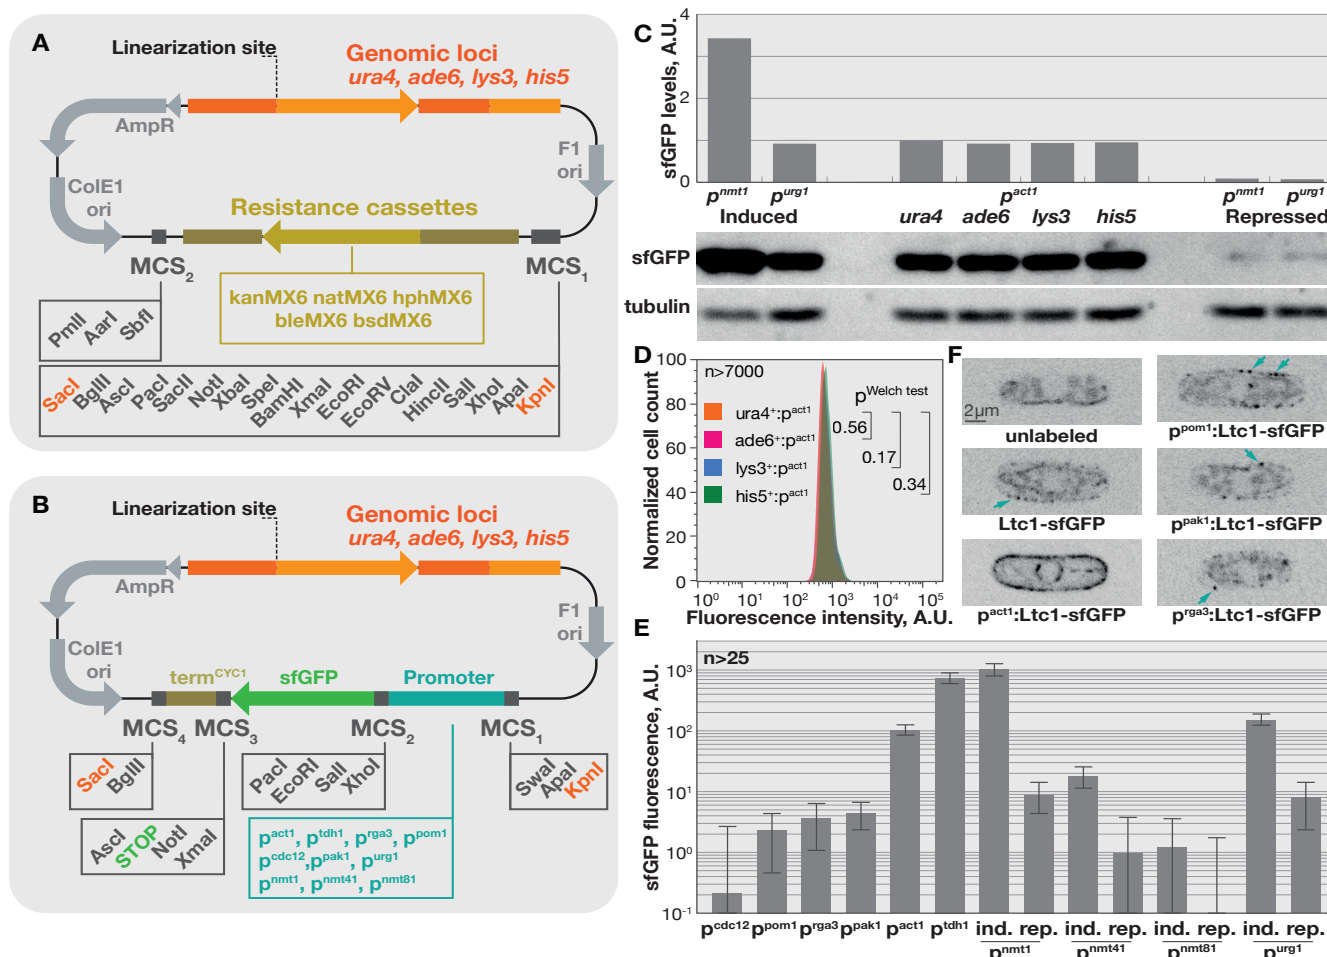 A
Linearization site
Genomic loci
ura4, ade6, lys3, his5
AmpR
F1
ori
ColE1
ori
Resistance cassettes
MCS2
MCS1
kanMX6 natMX6 hphMX6
bleMX6 bsdMX6
PmlI AarI SbfI
SacI BglII AscI PacI SacII NotI XbaI SpeI BamHI XmaI EcoRI EcoRV ClaI HincII SalI XhoI ApaI KpnI
B
Linearization site
Genomic loci
ura4, ade6, lys3, his5
AmpR
F1
ori
ColE1
ori
termCYC1 sfGFP Promoter
MCS4 MCS3 MCS2 MCS1
SacI BglII
PacI EcoRI SalI XhoI
SwaI ApaI KpnI
AscI STOP NotI XmaI
pact1, ptdh1, prga3, ppom1
pcdc12,ppak1, purg1
pnmt1, pnmt41, pnmt81
C
sfGFP levels, A.U.
4
2
0
pnmt1 purg1 pact1 pnmt1 purg1
Induced ura4 ade6 lys3 his5 Repressed
sfGFP
tubulin
D
Normalized cell count
100
80
60
40
20
0
n>7000
pWelch test
ura4+:pact1
ade6+:pact1
lys3+:pact1
his5+:pact1
0.56
0.17
0.34
100 101 102 103 104 105
Fluorescence intensity, A.U.
F
2µm
unlabeled
ppom1:Ltc1-sfGFP
Ltc1-sfGFP
ppak1:Ltc1-sfGFP
pact1:Ltc1-sfGFP
prga3:Ltc1-sfGFP
E
sfGFP fluorescence, A.U.
n>25
103
102
101
100
10-1
pcdc12 ppom1 prga3 ppak1 pact1 ptdh1 ind. rep. ind. rep. ind. rep. ind. rep.
pnmt1 pnmt41 pnmt81 purg1